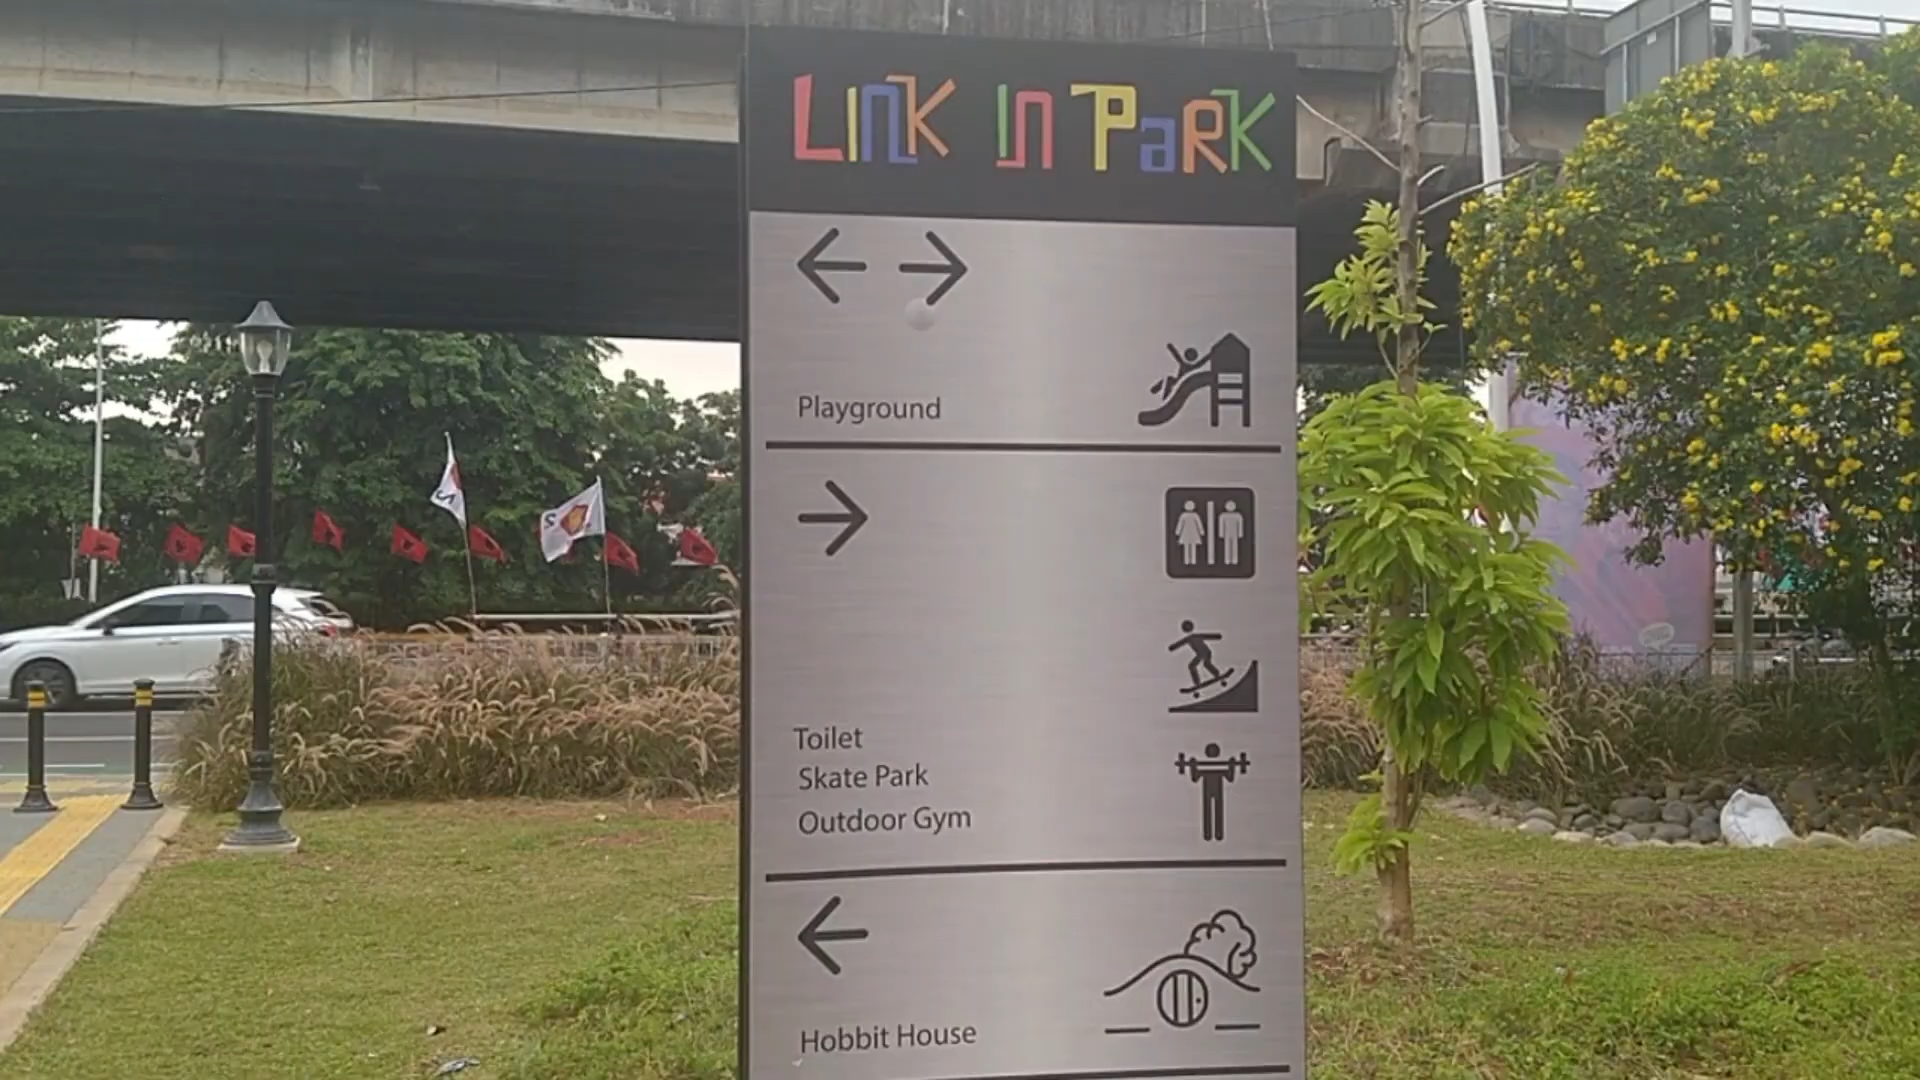 Link in Park
Playground
Toilet
Skate Park
Outdoor Gym
Hobbit House